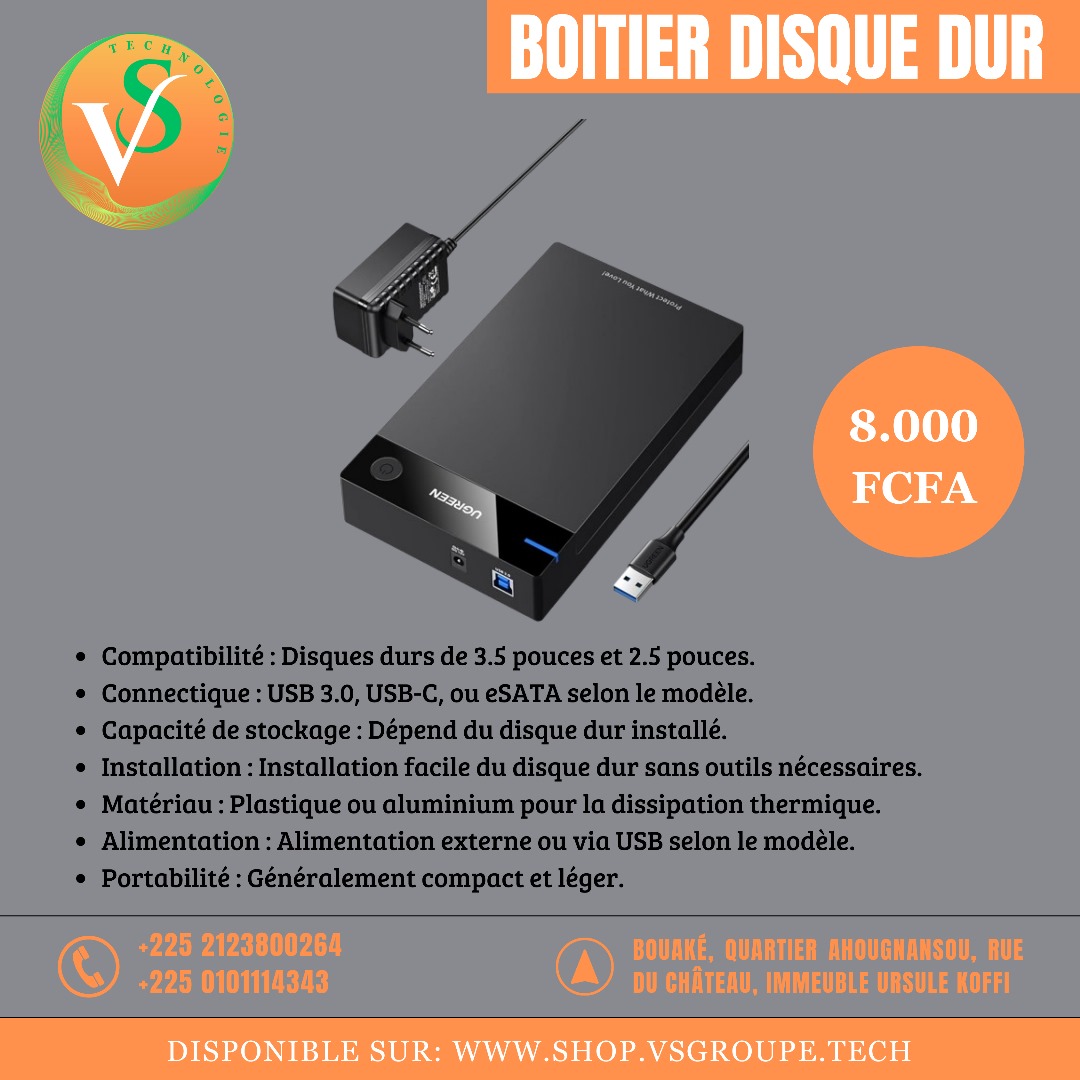 BOITIER DISQUE DUR
TECHNOLOGIE
VS
Protect What You Love!
UGREEN
8.000
FCFA
• Compatibilité : Disques durs de 3.5 pouces et 2.5 pouces.
• Connectique : USB 3.0, USB-C, ou eSATA selon le modèle.
• Capacité de stockage : Dépend du disque dur installé.
• Installation : Installation facile du disque dur sans outils nécessaires.
• Matériau : Plastique ou aluminium pour la dissipation thermique.
• Alimentation : Alimentation externe ou via USB selon le modèle.
• Portabilité : Généralement compact et léger.
+225 2123800264
+225 0101114343
BOUAKÉ, QUARTIER AHOUGNANSOU, RUE
DU CHÂTEAU, IMMEUBLE URSULE KOFFI
DISPONIBLE SUR: WWW.SHOP.VSGROUPE.TECH